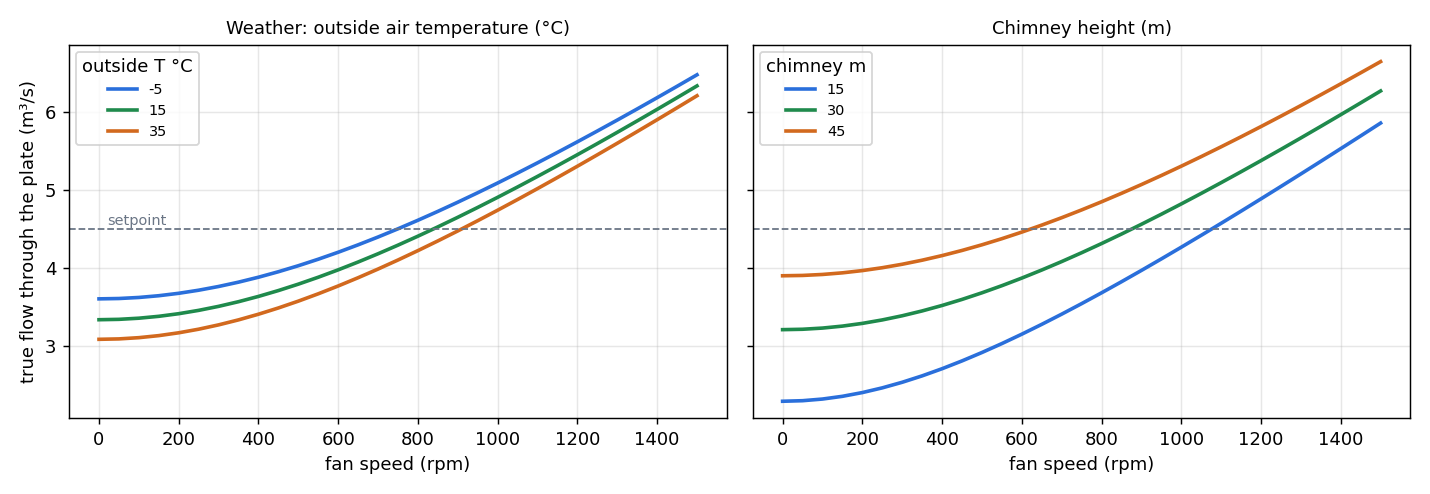 Weather: outside air temperature (°C)
outside T °C
-5
15
35
setpoint
true flow through the plate (m³/s)
6
5
4
3
0 200 400 600 800 1000 1200 1400
fan speed (rpm)
Chimney height (m)
chimney m
15
30
45
0 200 400 600 800 1000 1200 1400
fan speed (rpm)